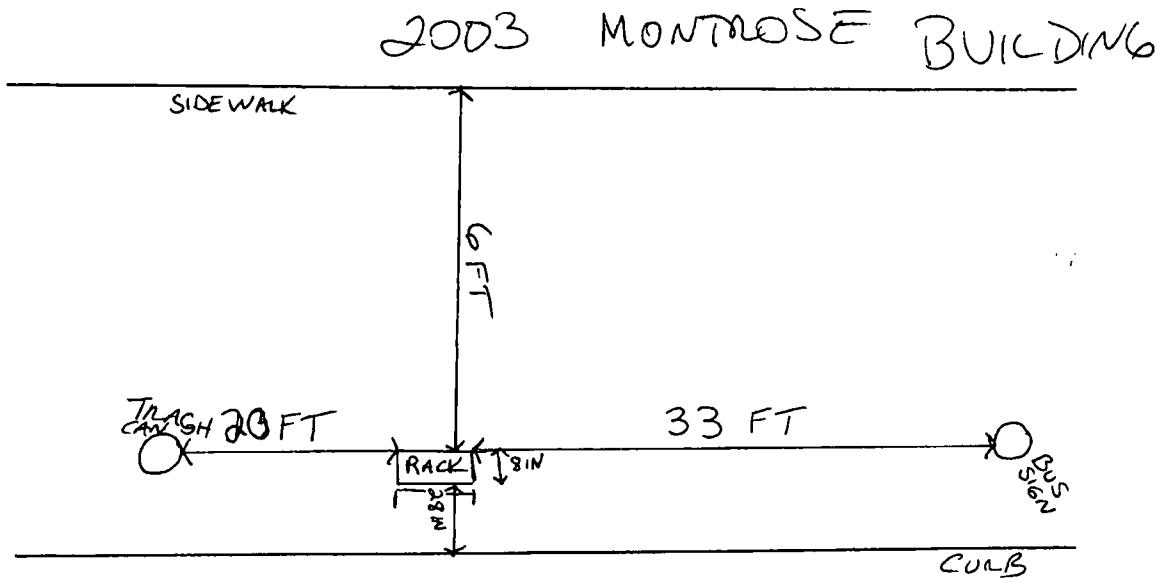 2003 MONTROSE BUILDING
SIDEWALK
6 FT
TRASH CAN
20 FT
33 FT
RACK
8IN
BUS SIGN
CURB